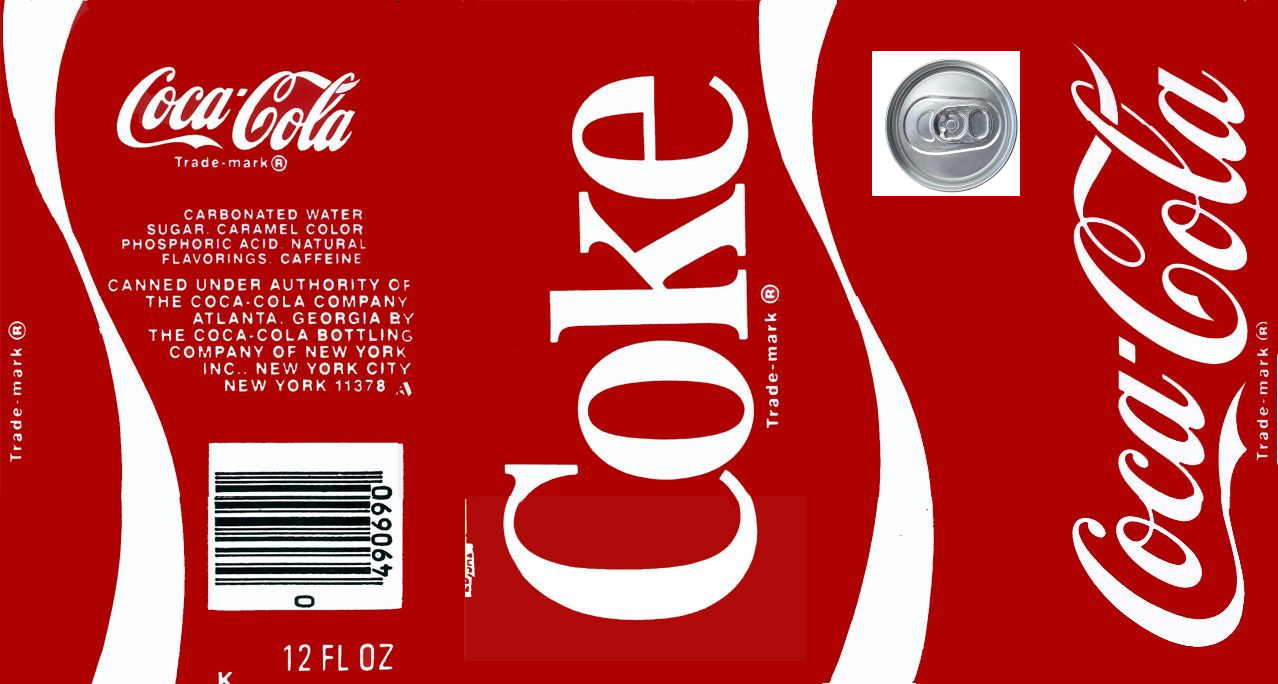 Coca-Cola
Trade-mark ®
CARBONATED WATER
SUGAR. CARAMEL COLOR
PHOSPHORIC ACID. NATURAL
FLAVORINGS. CAFFEINE
CANNED UNDER AUTHORITY OF
THE COCA-COLA COMPANY
ATLANTA, GEORGIA BY
THE COCA-COLA BOTTLING
COMPANY OF NEW YORK
INC., NEW YORK CITY
NEW YORK 11378
490690
0
12 FL OZ
K
Trade-mark ®
Coke
Trade-mark ®
Coca-Cola
Trade-mark ®